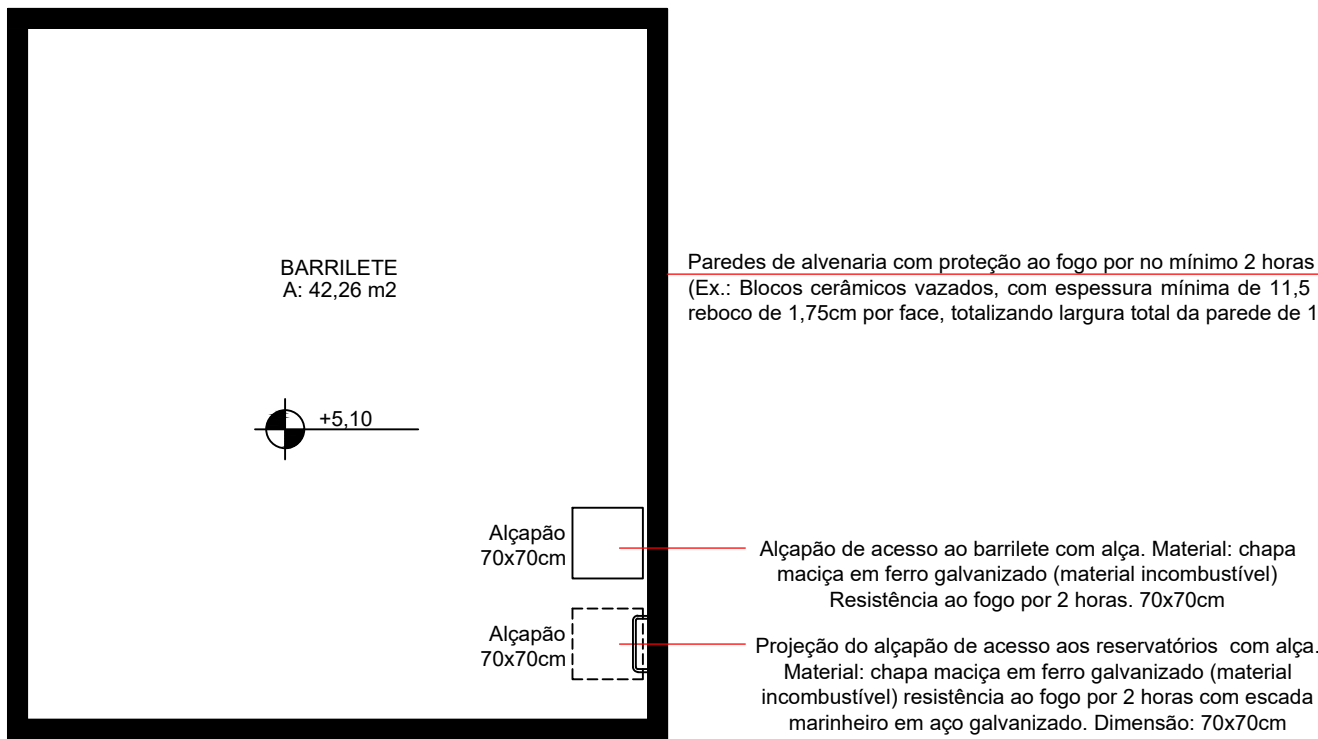 BARRILETE
A: 42,26 m2
Paredes de alvenaria com proteção ao fogo por no mínimo 2 horas
(Ex.: Blocos cerâmicos vazados, com espessura mínima de 11,5
reboco de 1,75cm por face, totalizando largura total da parede de 1
+5,10
Alçapão
70x70cm
Alçapão de acesso ao barrilete com alça. Material: chapa
maciça em ferro galvanizado (material incombustível)
Resistência ao fogo por 2 horas. 70x70cm
Alçapão
70x70cm
Projeção do alçapão de acesso aos reservatórios com alça.
Material: chapa maciça em ferro galvanizado (material
incombustível) resistência ao fogo por 2 horas com escada
marinheiro em aço galvanizado. Dimensão: 70x70cm